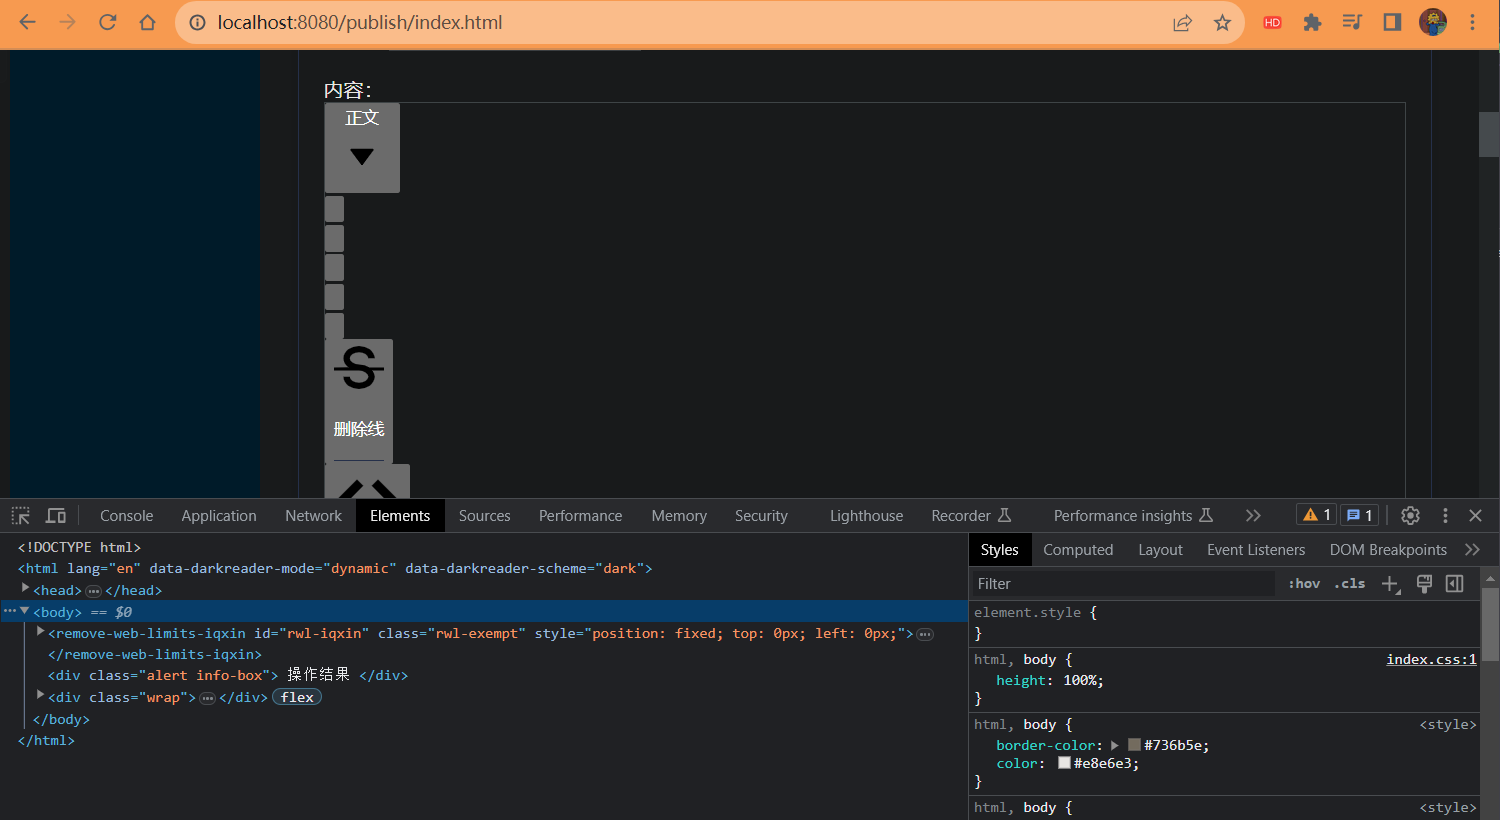 localhost:8080/publish/index.html
HD
内容：
正文
删除线
Console Application Network Elements Sources Performance Memory Security Lighthouse Recorder Performance insights 1 1
<!DOCTYPE html>
<html lang="en" data-darkreader-mode="dynamic" data-darkreader-scheme="dark">
<head> … </head>
<body> == $0
<remove-web-limits-iqxin id="rwl-iqxin" class="rwl-exempt" style="position: fixed; top: 0px; left: 0px;"> …
</remove-web-limits-iqxin>
<div class="alert info-box"> 操作结果 </div>
<div class="wrap"> … </div> flex
</body>
</html>
Styles Computed Layout Event Listeners DOM Breakpoints
Filter :hov .cls
element.style {
}
html, body { index.css:1
height: 100%;
}
html, body { <style>
border-color: #736b5e;
color: #e8e6e3;
}
html, body { <style>